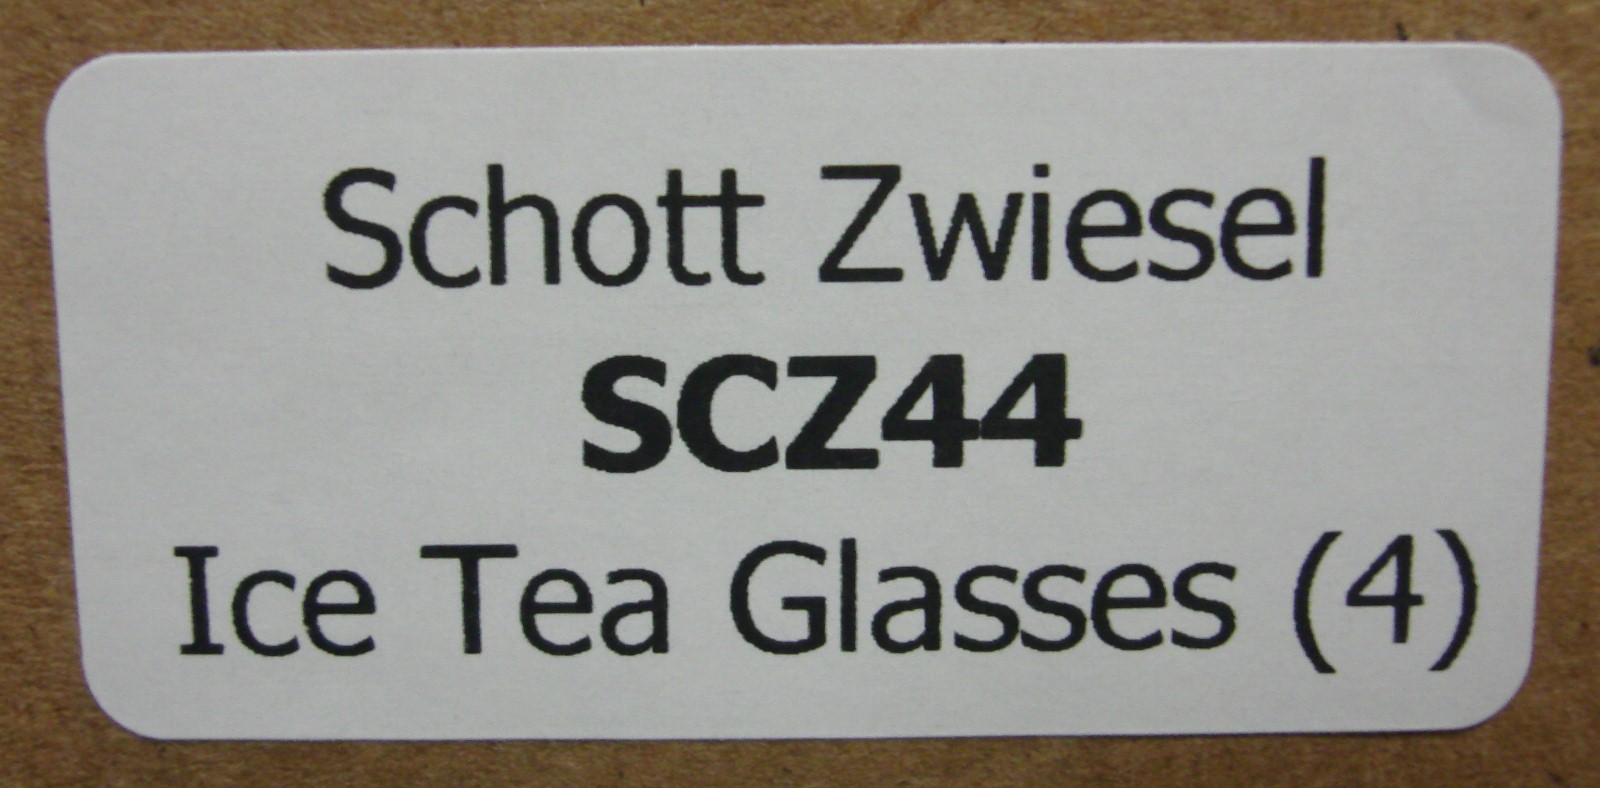 Schott Zwiesel
SCZ44
Ice Tea Glasses (4)